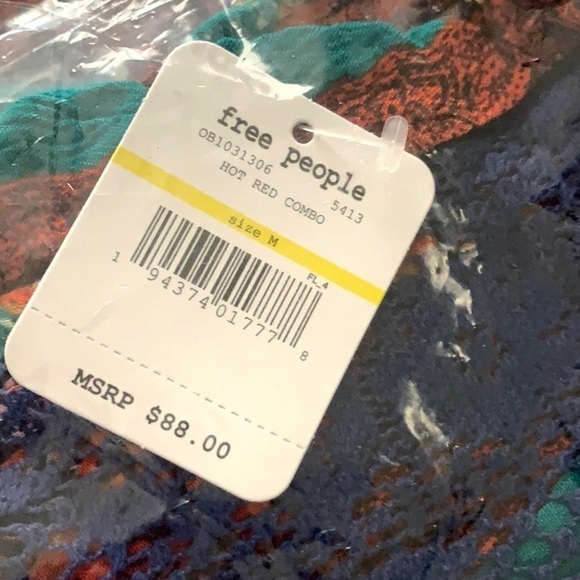 free people
OB1031306 5413
HOT RED COMBO
size M
FL_4
1 94374 01777 8
MSRP $88.00